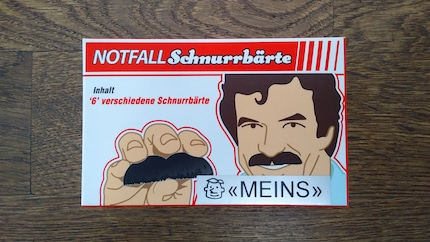 NOTFALL Schnurrbärte
Inhalt
'6' verschiedene Schnurrbärte
«MEINS»